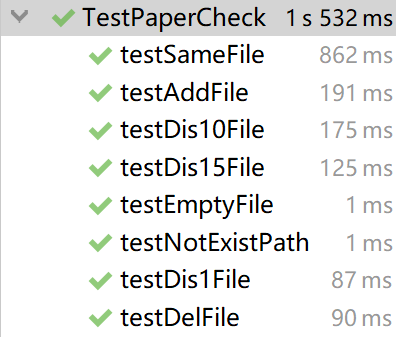 TestPaperCheck 1 s 532 ms
testSameFile 862 ms
testAddFile 191 ms
testDis10File 175 ms
testDis15File 125 ms
testEmptyFile 1 ms
testNotExistPath 1 ms
testDis1File 87 ms
testDelFile 90 ms